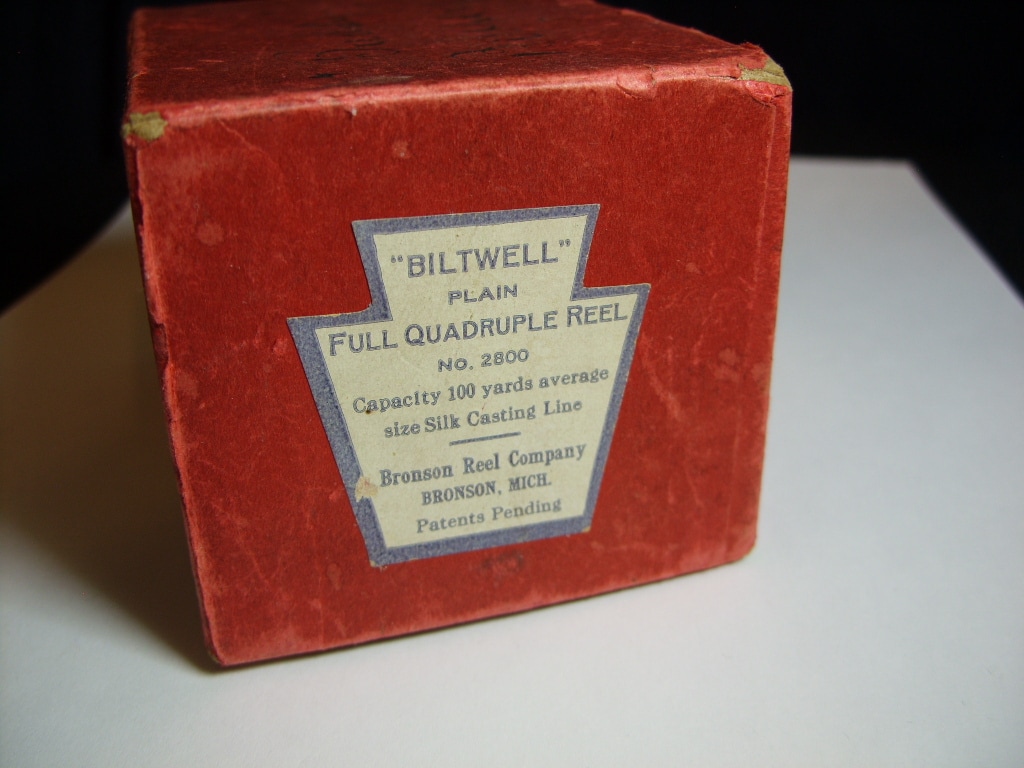 "BILTWELL"
PLAIN
FULL QUADRUPLE REEL
NO. 2800
Capacity 100 yards average
size Silk Casting Line
Bronson Reel Company
BRONSON, MICH.
Patents Pending